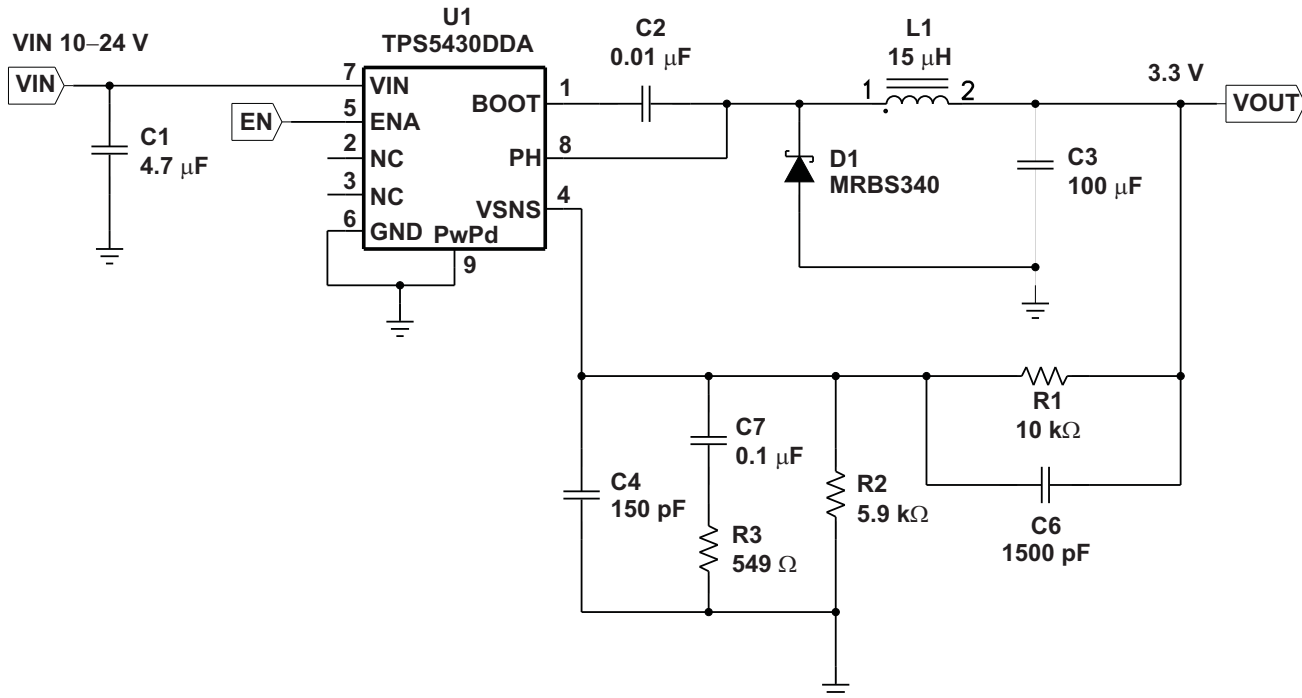 U1
TPS5430DDA
VIN 10–24 V
VIN
EN
C1
4.7 μF
7
5
2
3
6
VIN
ENA
NC
NC
GND
BOOT
PH
VSNS
PwPd
1
8
4
9
C2
0.01 μF
L1
15 μH
1
2
3.3 V
VOUT
D1
MRBS340
C3
100 μF
R1
10 kΩ
C7
0.1 μF
C4
150 pF
R2
5.9 kΩ
R3
549 Ω
C6
1500 pF